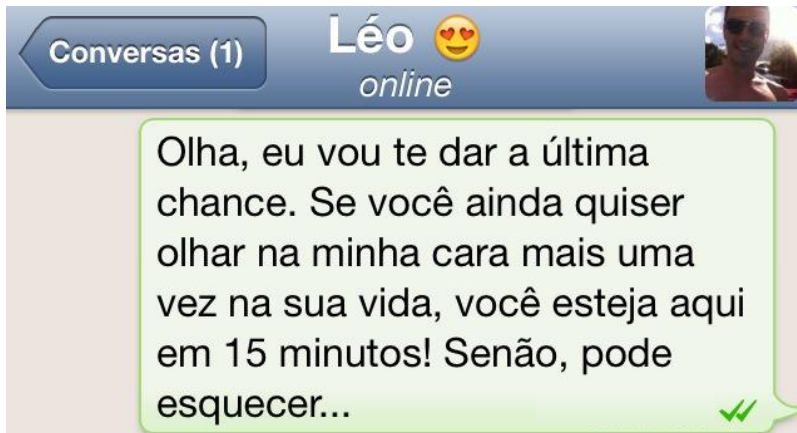 Conversas (1)
Léo 😍
online
Olha, eu vou te dar a última
chance. Se você ainda quiser
olhar na minha cara mais uma
vez na sua vida, você esteja aqui
em 15 minutos! Senão, pode
esquecer...